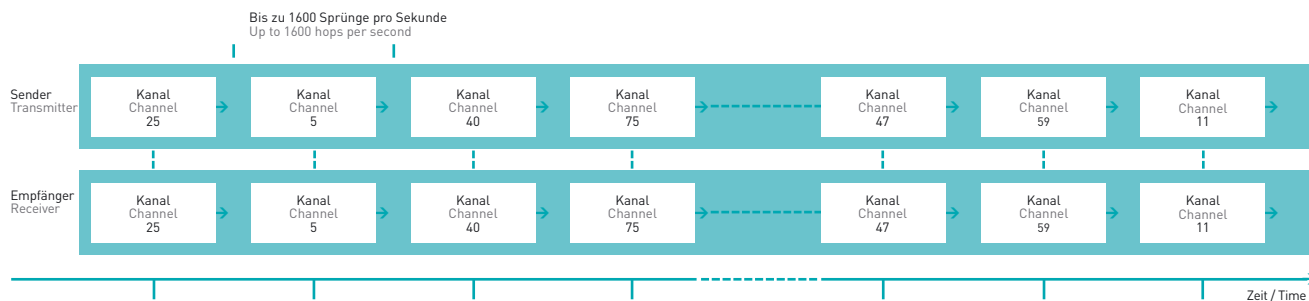 Bis zu 1600 Sprünge pro Sekunde
Up to 1600 hops per second
Sender
Transmitter
Kanal
Channel
25
Kanal
Channel
5
Kanal
Channel
40
Kanal
Channel
75
Kanal
Channel
47
Kanal
Channel
59
Kanal
Channel
11
Empfänger
Receiver
Kanal
Channel
25
Kanal
Channel
5
Kanal
Channel
40
Kanal
Channel
75
Kanal
Channel
47
Kanal
Channel
59
Kanal
Channel
11
Zeit / Time